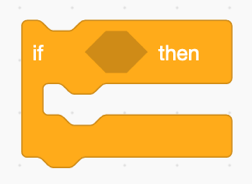 if then